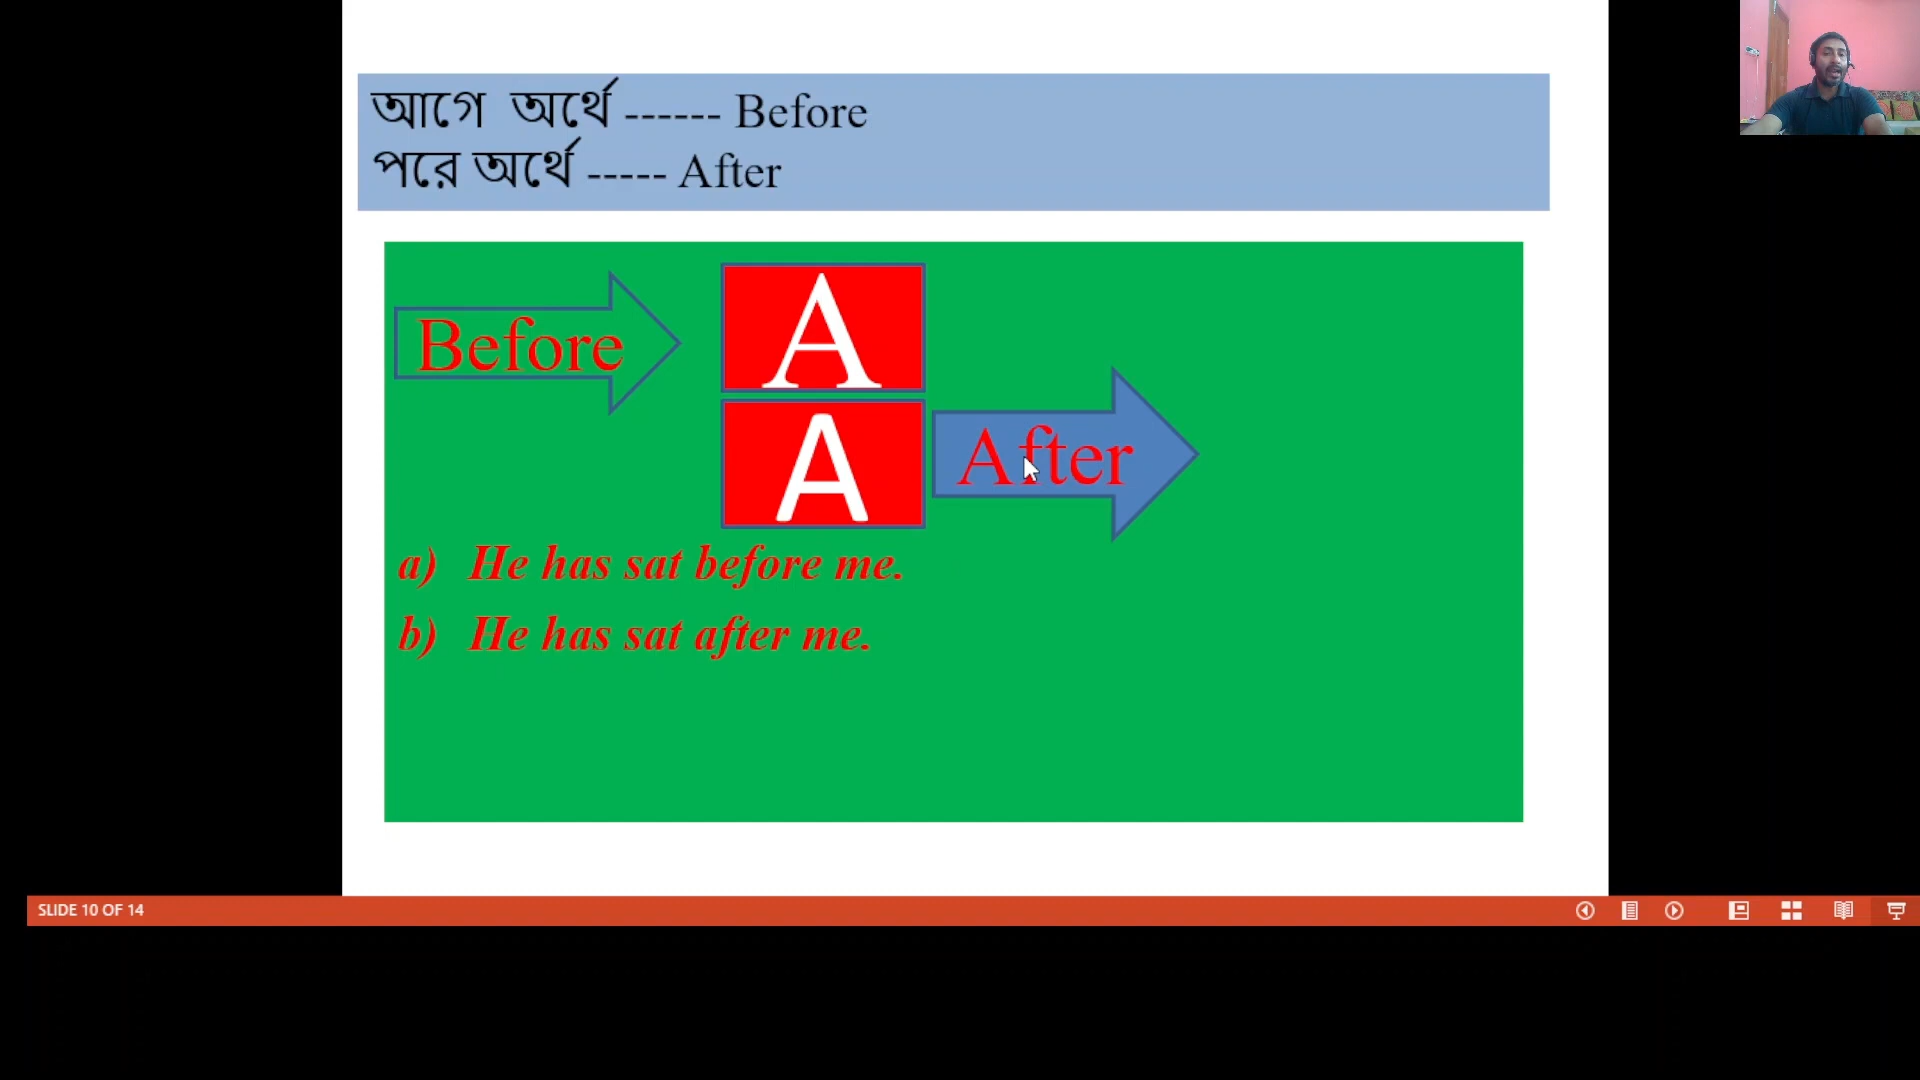 আগে অর্থে ------ Before
পরে অর্থে ----- After
Before
A
A
After
a) He has sat before me.
b) He has sat after me.
SLIDE 10 OF 14